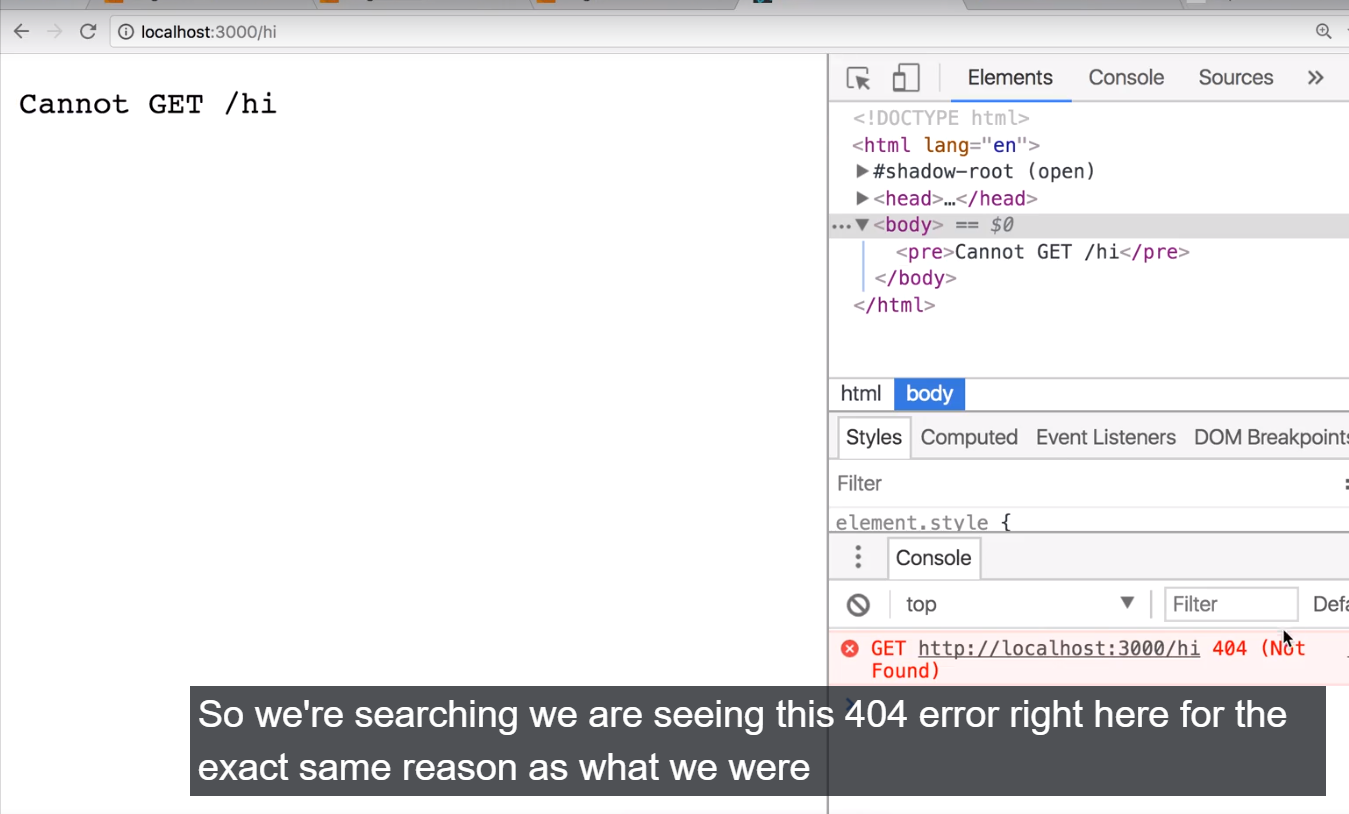 localhost:3000/hi
Cannot GET /hi
Elements Console Sources »
<!DOCTYPE html>
<html lang="en">
▶#shadow-root (open)
▶<head>…</head>
…▼<body> == $0
<pre>Cannot GET /hi</pre>
</body>
</html>
html body
Styles Computed Event Listeners DOM Breakpoints
Filter
element.style {
Console
top ▼ Filter
GET http://localhost:3000/hi 404 (Not
Found)
So we're searching we are seeing this 404 error right here for the
exact same reason as what we were